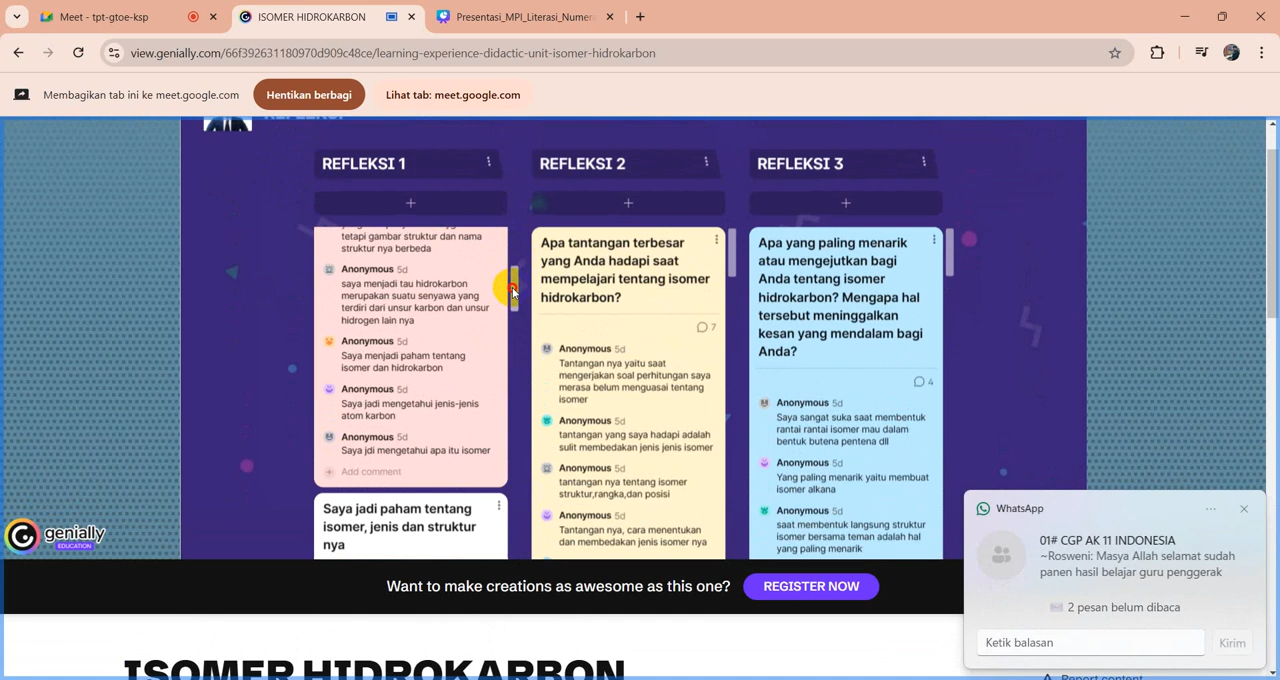 Meet - tpt-gtoe-ksp
ISOMER HIDROKARBON
Presentasi_MPI_Literasi_Numera
view.genially.com/66f392631180970d909c48ce/learning-experience-didactic-unit-isomer-hidrokarbon
Membagikan tab ini ke meet.google.com
Hentikan berbagi
Lihat tab: meet.google.com
REFLEKSI 1
REFLEKSI 2
REFLEKSI 3
tetapi gambar struktur dan nama
struktur nya berbeda
Anonymous 5d
saya menjadi tau hidrokarbon
merupakan suatu senyawa yang
terdiri dari unsur karbon dan unsur
hidrogen lain nya
Anonymous 5d
Saya menjadi paham tentang
isomer dan hidrokarbon
Anonymous 5d
Saya jadi mengetahui jenis-jenis
atom karbon
Anonymous 5d
Saya jdi mengetahui apa itu isomer
Add comment
Saya jadi paham tentang
isomer, jenis dan struktur
nya
Apa tantangan terbesar
yang Anda hadapi saat
mempelajari tentang isomer
hidrokarbon?
7
Anonymous 5d
Tantangan nya yaitu saat
mengerjakan soal perhitungan saya
merasa belum menguasai tentang
isomer
Anonymous 5d
tantangan yang saya hadapi adalah
sulit membedakan jenis jenis isomer
Anonymous 5d
tantangan nya tentang isomer
struktur,rangka,dan posisi
Anonymous 5d
Tantangan nya, cara menentukan
dan membedakan jenis isomer nya
Apa yang paling menarik
atau mengejutkan bagi
Anda tentang isomer
hidrokarbon? Mengapa hal
tersebut meninggalkan
kesan yang mendalam bagi
Anda?
4
Anonymous 5d
Saya sangat suka saat membentuk
rantai rantai isomer mau dalam
bentuk butena pentena dll
Anonymous 5d
Yang paling menarik yaitu membuat
isomer alkana
Anonymous 5d
saat membentuk langsung struktur
isomer bersama teman adalah hal
yang paling menarik
genially
EDUCATION
Want to make creations as awesome as this one?
REGISTER NOW
ISOMER HIDROKARBON
WhatsApp
01# CGP AK 11 INDONESIA
~Rosweni: Masya Allah selamat sudah
panen hasil belajar guru penggerak
2 pesan belum dibaca
Ketik balasan
Kirim
Report content